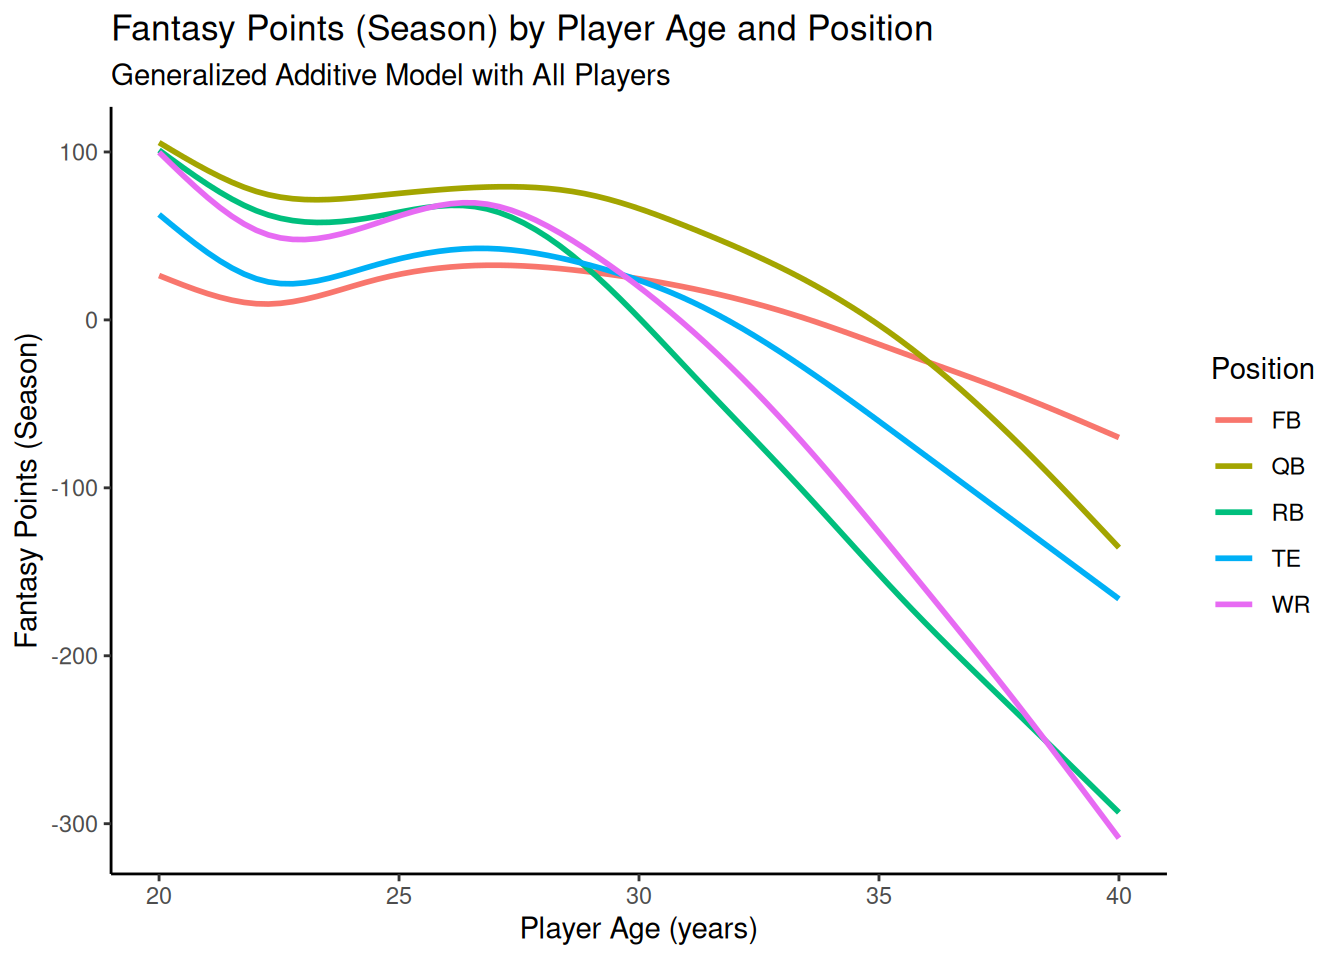 Fantasy Points (Season) by Player Age and Position
Generalized Additive Model with All Players
Fantasy Points (Season)
100
0
-100
-200
-300
20 25 30 35 40
Player Age (years)
Position
FB
QB
RB
TE
WR